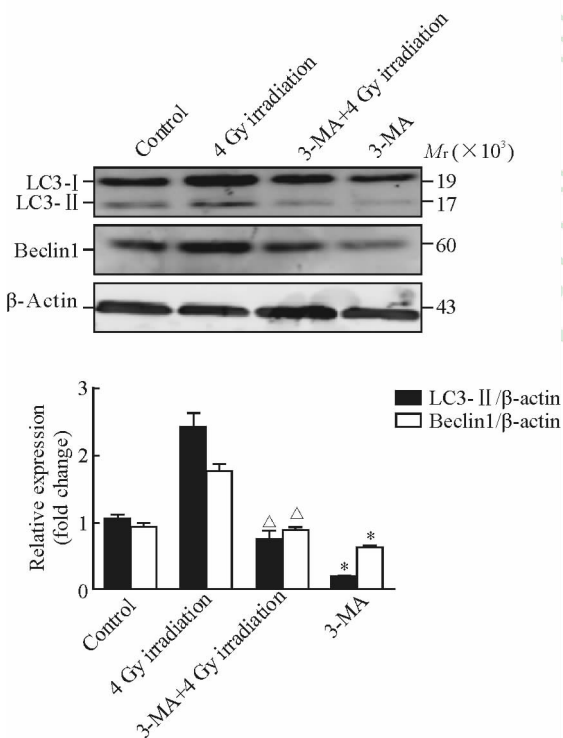 Control
4 Gy irradiation
3-MA+4 Gy irradiation
3-MA
Mr (×10³)
LC3-Ⅰ
19
LC3-Ⅱ
17
Beclin1
60
β-Actin
43
3
2
1
0
Relative expression
(fold change)
LC3-Ⅱ/β-actin
Beclin1/β-actin
△ △
* *
Control
4 Gy irradiation
3-MA+4 Gy irradiation
3-MA